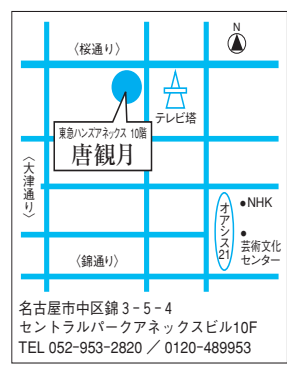 N
〈桜通り〉
テレビ塔
東急ハンズアネックス 10階
唐観月
〈大津通り〉
オアシス21
●NHK
●
芸術文化
センター
〈錦通り〉
名古屋市中区錦3-5-4
セントラルパークアネックスビル10F
TEL 052-953-2820 ／ 0120-489953